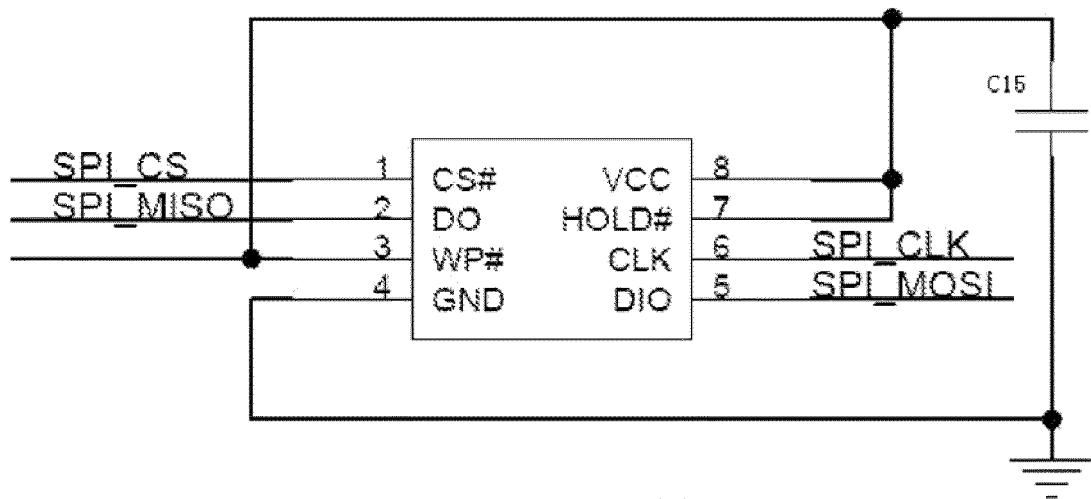 C15
SPI_CS 1 CS# VCC 8
SPI_MISO 2 DO HOLD# 7
3 WP# CLK 6 SPI_CLK
4 GND DIO 5 SPI_MOSI